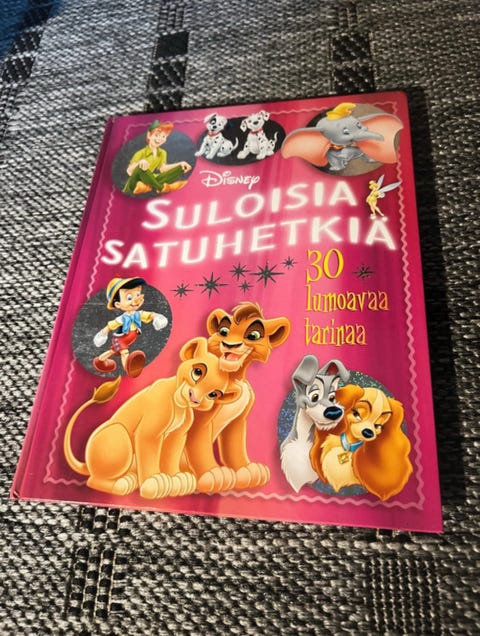 Disney
SULOISIA
SATUHETKIÄ
30
lumoavaa
tarinaa